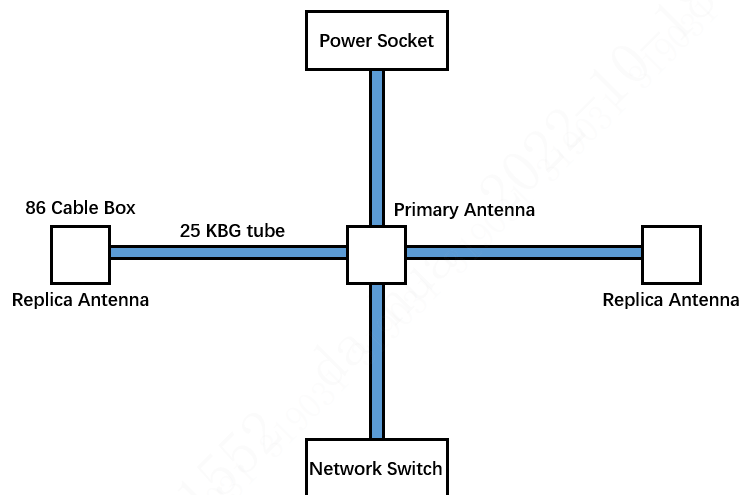 Power Socket
86 Cable Box
25 KBG tube
Primary Antenna
Replica Antenna
Replica Antenna
Network Switch